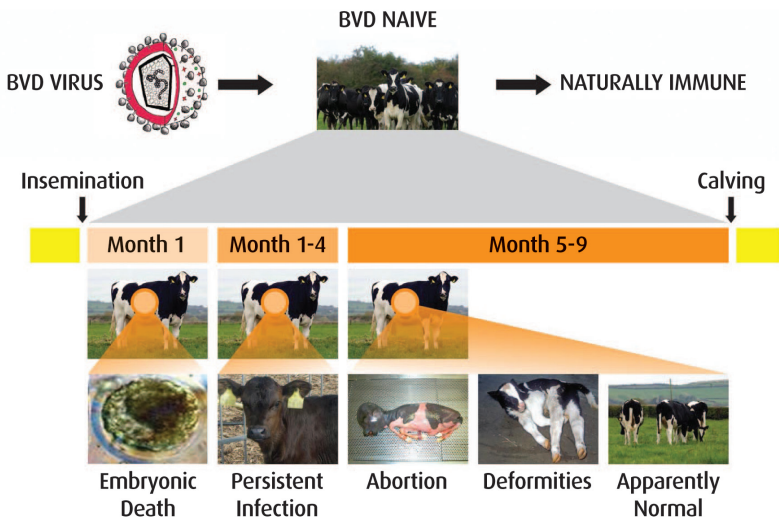 BVD NAIVE
BVD VIRUS
NATURALLY IMMUNE
Insemination
Calving
Month 1
Month 1-4
Month 5-9
Embryonic
Death
Persistent
Infection
Abortion
Deformities
Apparently
Normal